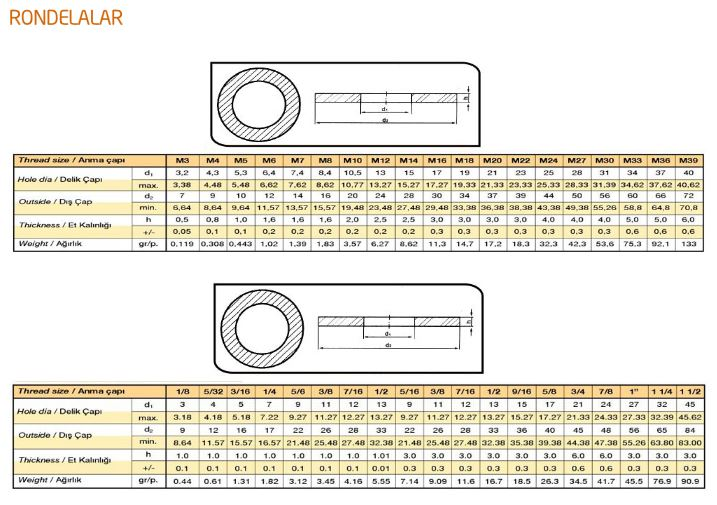 RONDELALAR
d₁
d₂
h
Thread size / Anma çapı M3 M4 M5 M6 M7 M8 M10 M12 M14 M16 M18 M20 M22 M24 M27 M30 M33 M36 M39
Hole dia / Delik Çapı d₁ 3,2 4,3 5,3 6,4 7,4 8,4 10,5 13 15 17 19 21 23 25 28 31 34 37 40
max. 3,38 4,48 5,48 6,62 7,62 8,62 10,77 13,27 15,27 17,27 19,33 21,33 23,33 25,33 28,33 31,39 34,62 37,62 40,62
Outside / Dış Çap d₂ 7 9 10 12 14 16 20 24 28 30 34 37 39 44 50 56 60 66 72
min. 6,64 8,64 9,64 11,57 13,57 15,57 19,48 23,48 27,48 29,48 33,38 36,38 38,38 43,38 49,38 55,26 58,8 64,8 70,8
Thickness / Et Kalınlığı h 0,5 0,8 1,0 1,6 1,6 1,6 2,0 2,5 2,5 3,0 3,0 3,0 3,0 4,0 4,0 4,0 5,0 5,0 6,0
+/- 0,05 0,1 0,1 0,2 0,2 0,2 0,2 0,2 0,2 0,3 0,3 0,3 0,3 0,3 0,3 0,3 0,6 0,6 0,6
Weight / Ağırlık gr/p. 0.119 0,308 0,443 1,02 1,39 1,83 3,57 6,27 8,62 11,3 14,7 17,2 18,3 32,3 42,3 53,6 75,3 92,1 133
d₁
d₂
h
Thread size / Anma çapı 1/8 5/32 3/16 1/4 5/6 3/8 7/16 1/2 5/16 3/8 7/16 1/2 9/16 5/8 3/4 7/8 1" 1 1/4 1 1/2
Hole dia / Delik Çapı d₁ 3 4 5 7 9 11 12 13 9 11 12 13 15 17 21 24 27 32 45
max. 3.18 4.18 5.18 7.22 9.27 11.27 12.27 13.27 9.27 11.27 12.27 13.27 15.27 17.27 21.33 24.33 27.33 32.39 45.62
Outside / Dış Çap d₂ 9 12 16 17 22 26 28 33 22 26 28 33 36 40 45 48 56 65 84
min. 8.64 11.57 15.57 16.57 21.48 25.48 27.48 32.38 21.48 25.48 27.48 32.38 35.38 39.38 44.38 47.38 55.26 63.80 83.00
Thickness / Et Kalınlığı h 1.0 1.0 1.0 1.0 1.0 1.0 1.0 1.01 3.0 3.0 3.0 3.0 3.0 3.0 6.0 6.0 3.0 3.0 3.0
+/- 0.1 0.1 0.1 0.1 0.1 0.1 0.1 0.01 0.3 0.3 0.3 0.3 0.3 0.3 0.6 0.6 0.3 0.3 0.3
Weight / Ağırlık gr/p. 0.44 0.61 1.31 1.82 3.12 3.45 4.16 5.55 7.14 9.09 11.6 16.7 18.5 26.3 34.5 41.7 45.5 76.9 90.9